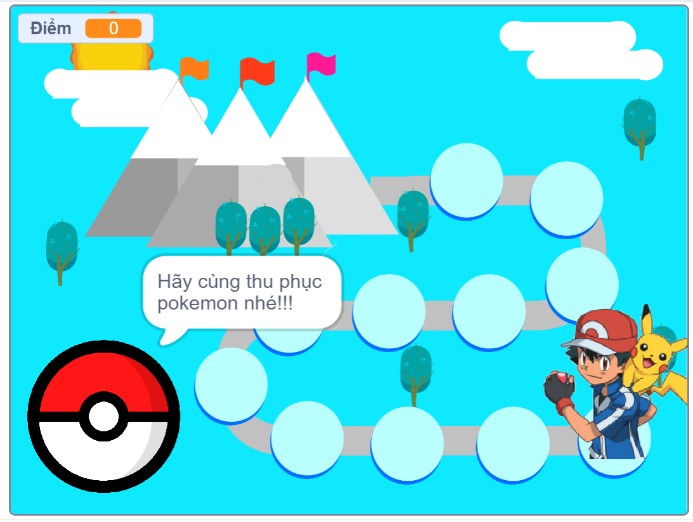 Điểm 0
Hãy cùng thu phục
pokemon nhé!!!